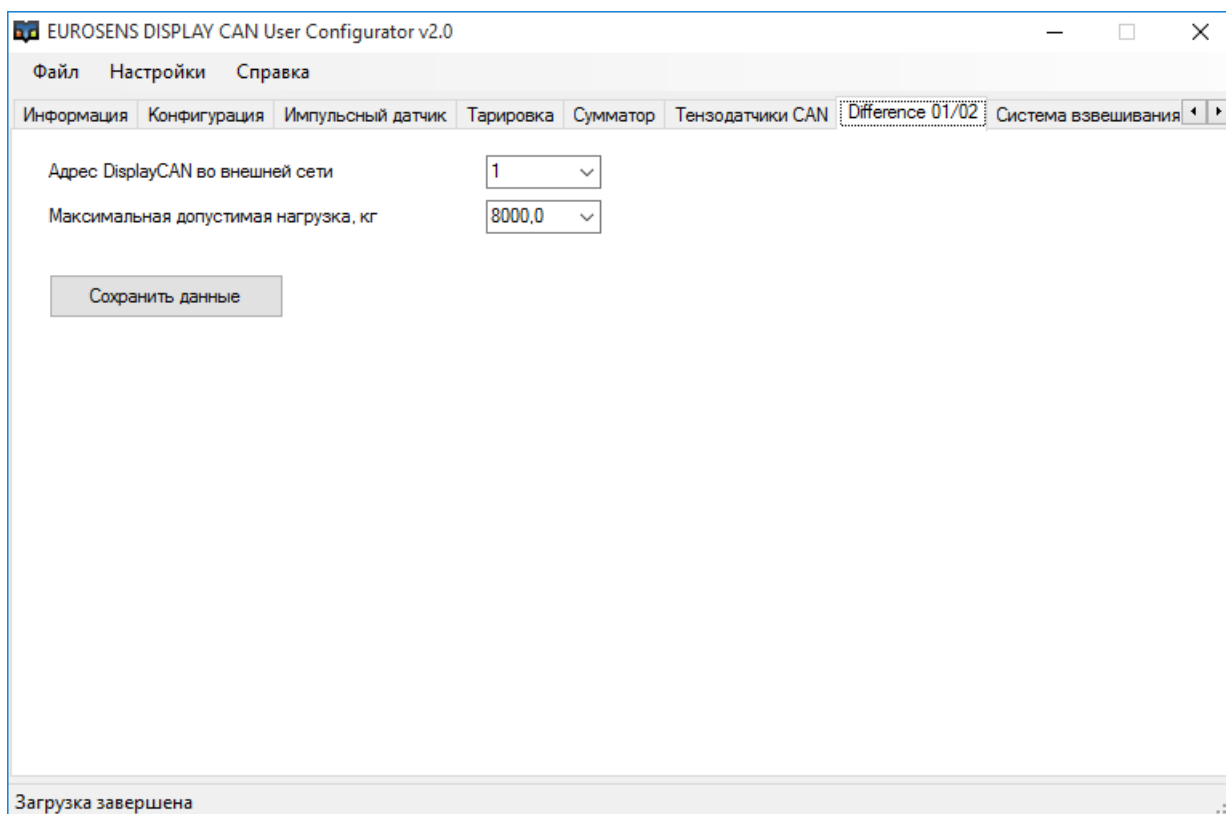 EUROSENS DISPLAY CAN User Configurator v2.0
Файл Настройки Справка
Информация Конфигурация Импульсный датчик Тарировка Сумматор Тензодатчики CAN Difference 01/02 Система взвешивания
Адрес DisplayCAN во внешней сети 1
Максимальная допустимая нагрузка, кг 8000,0
Сохранить данные
Загрузка завершена